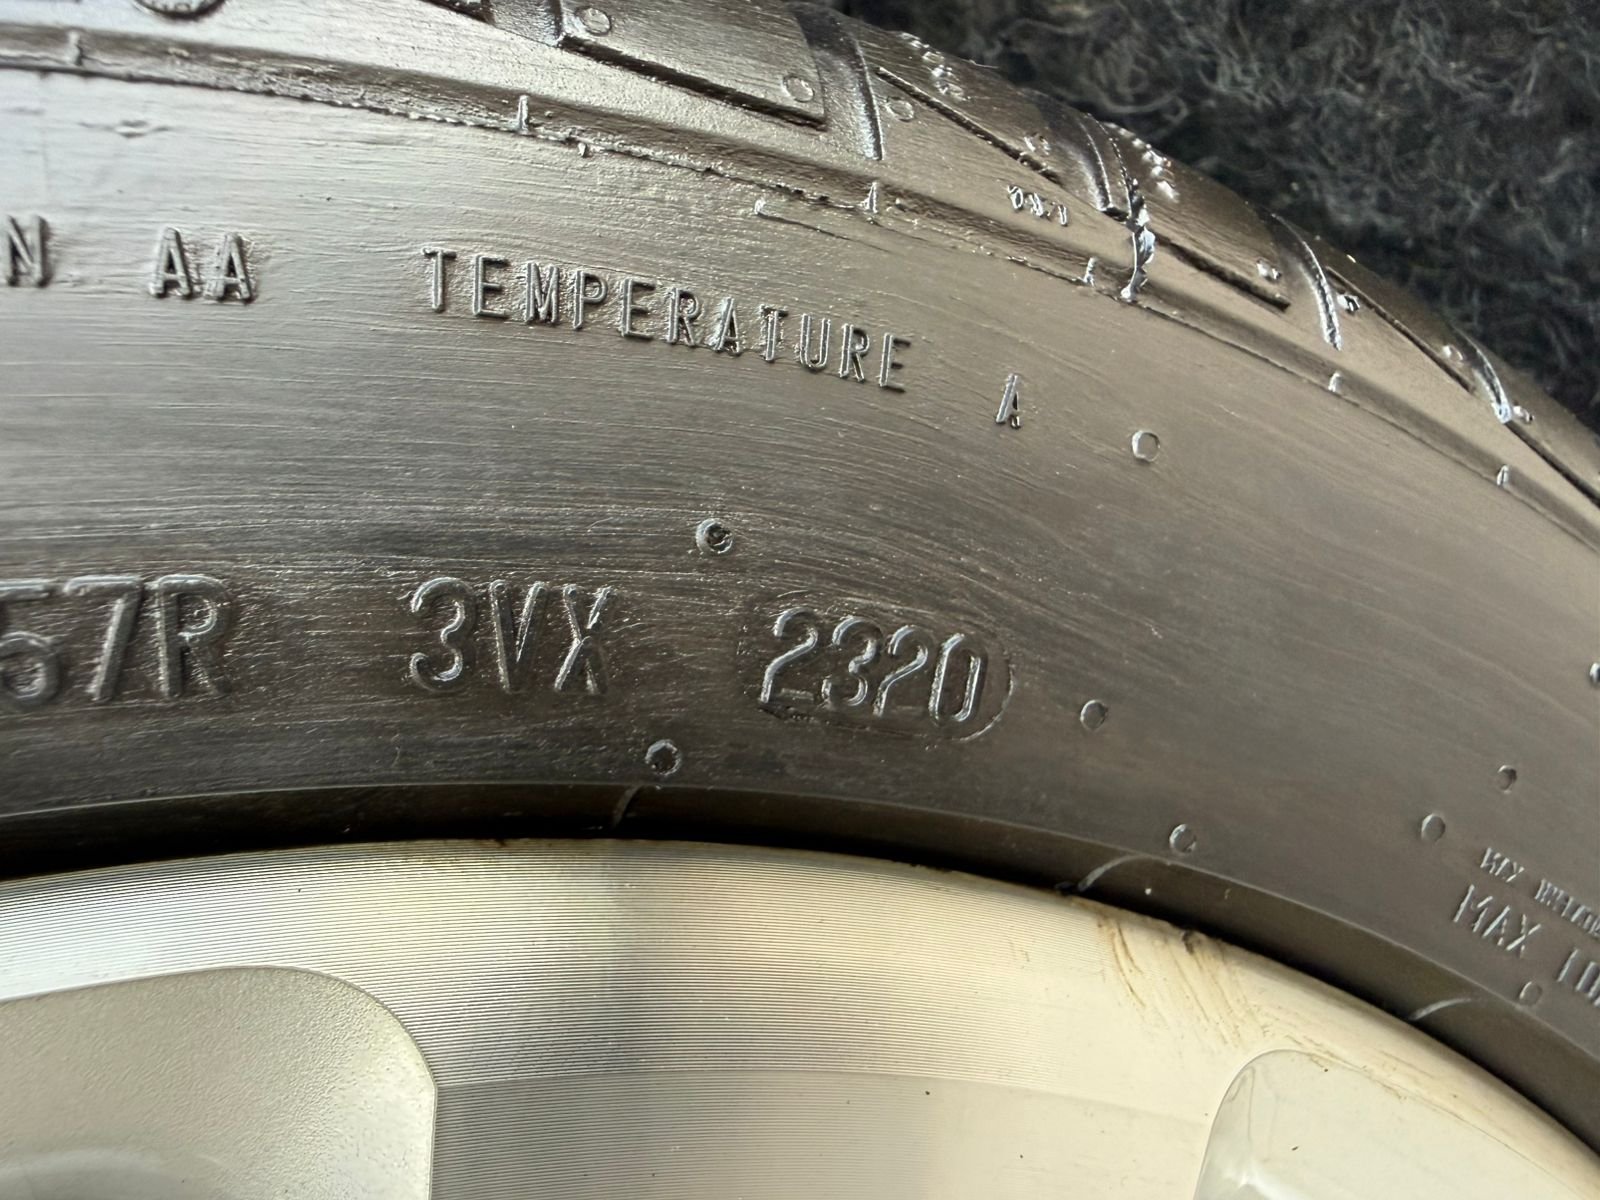 AA TEMPERATURE A
57R 3VX 2320
MAX